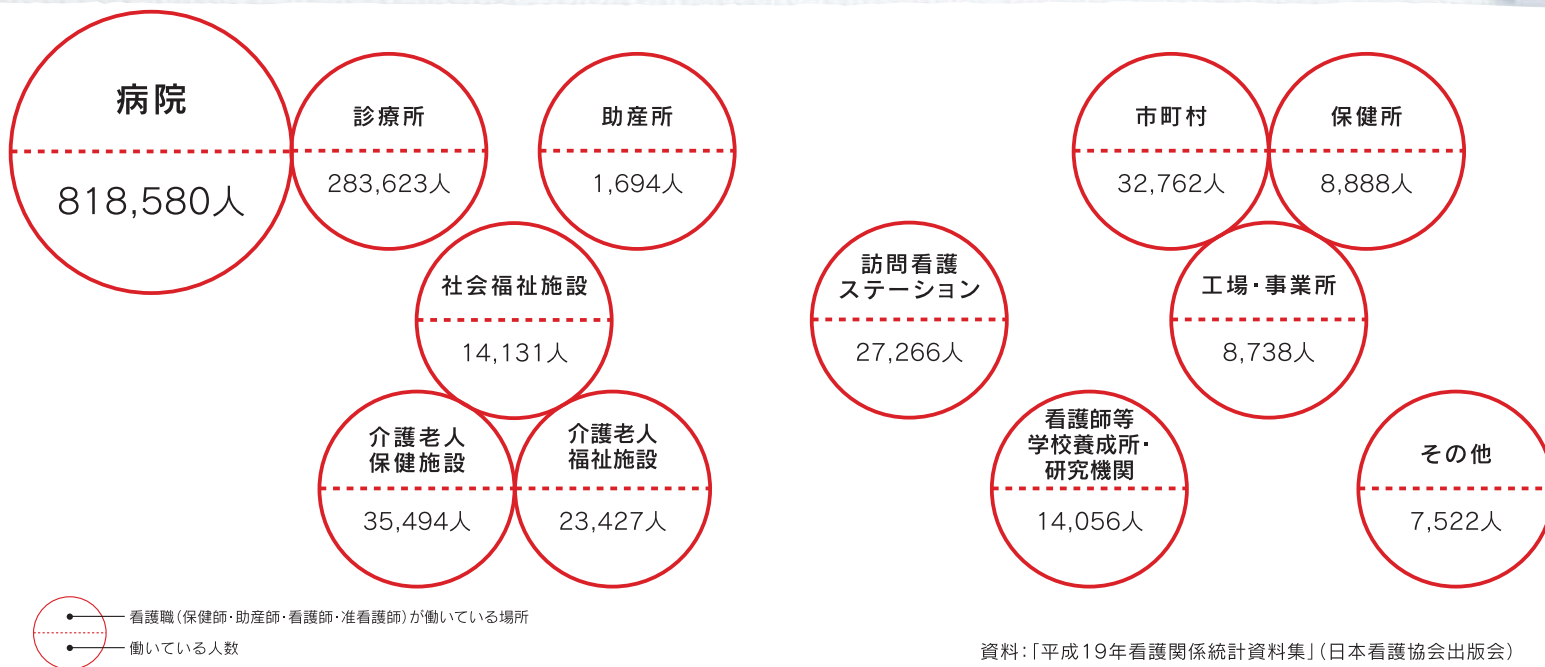 病院
818,580人
診療所
283,623人
助産所
1,694人
市町村
32,762人
保健所
8,888人
社会福祉施設
14,131人
訪問看護
ステーション
27,266人
工場・事業所
8,738人
介護老人
保健施設
35,494人
介護老人
福祉施設
23,427人
看護師等
学校養成所・
研究機関
14,056人
その他
7,522人
看護職(保健師・助産師・看護師・准看護師)が働いている場所
働いている人数
資料:「平成19年看護関係統計資料集」(日本看護協会出版会)